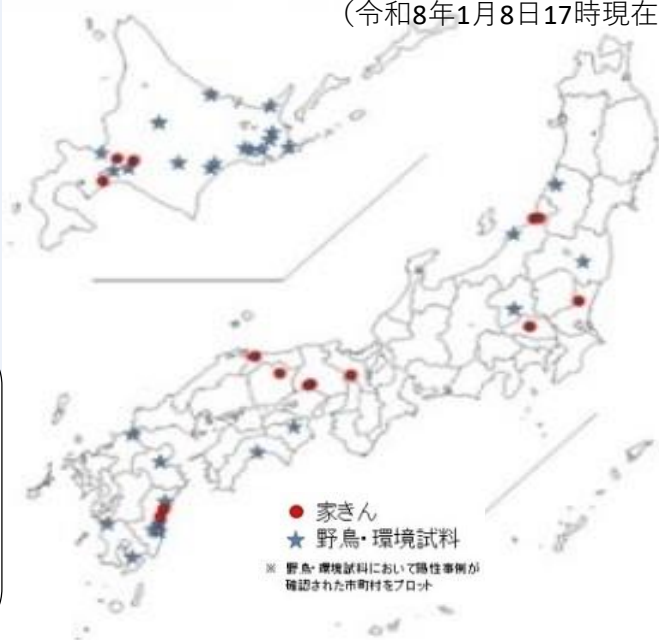 （令和8年1月8日17時現在
家きん
野鳥・環境試料
※ 野鳥・環境試料において陽性事例が
確認された市町村をプロット